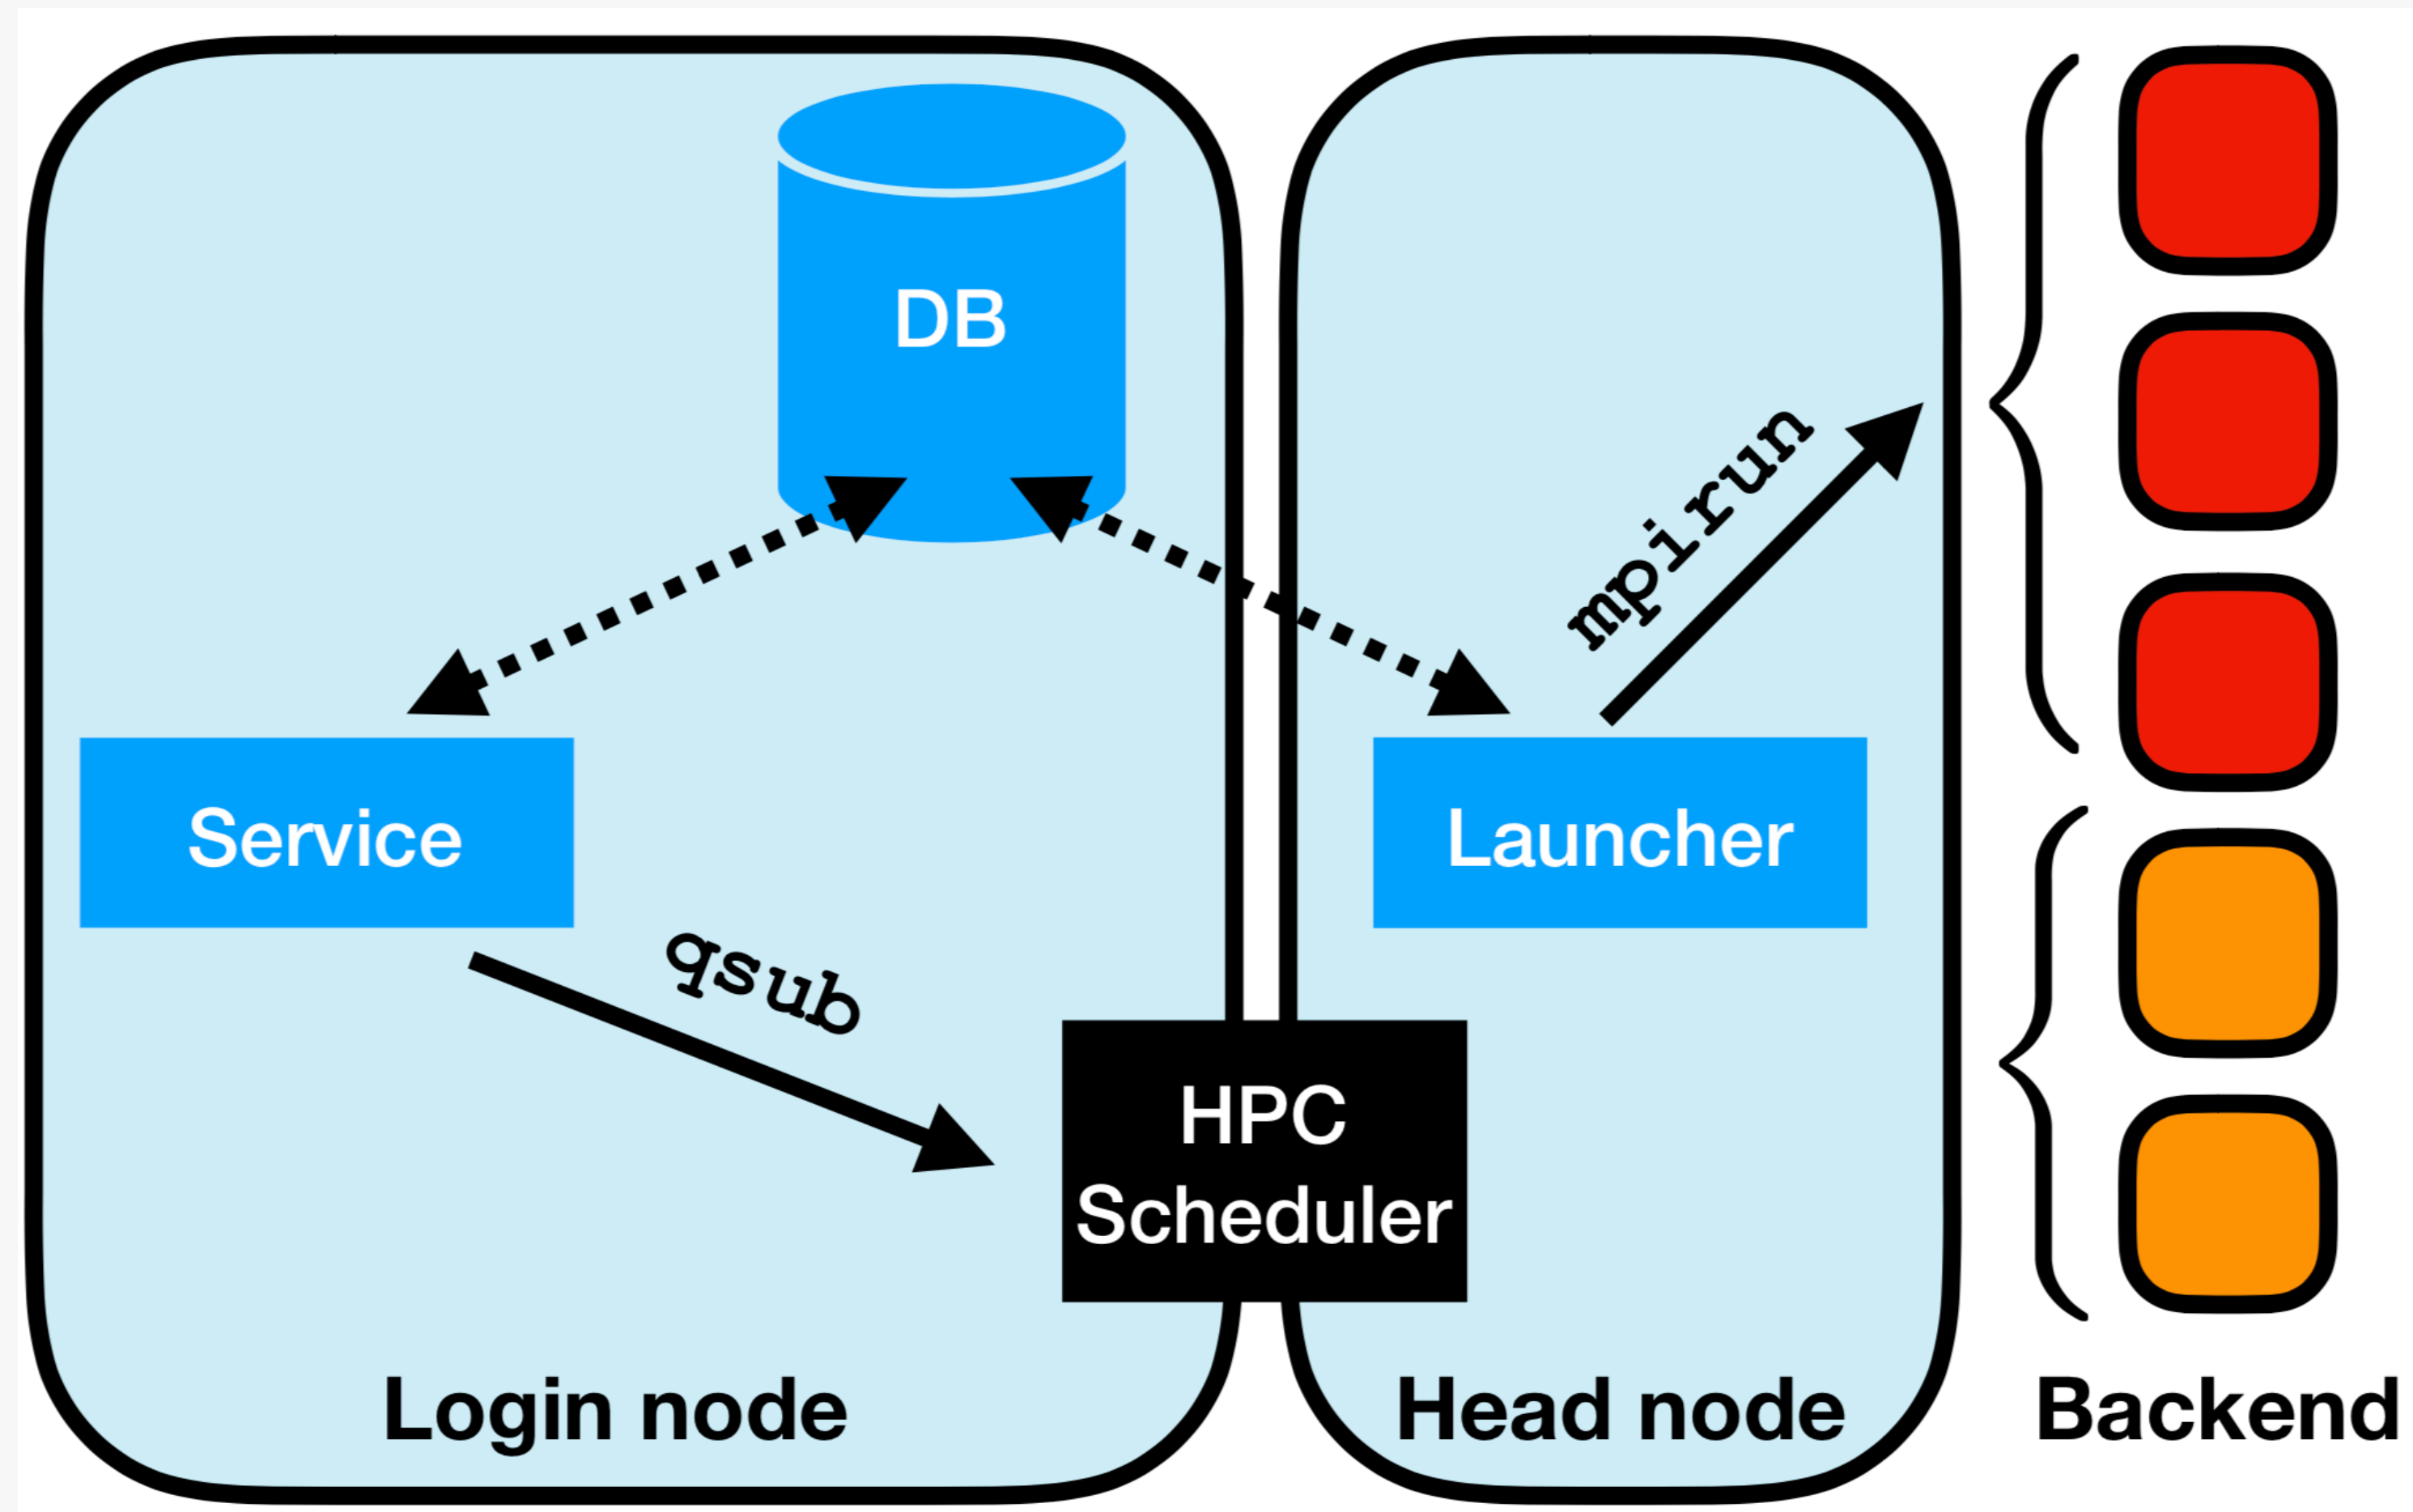 DB
mpirun
Service
Launcher
qsub
HPC
Scheduler
Login node
Head node
Backend